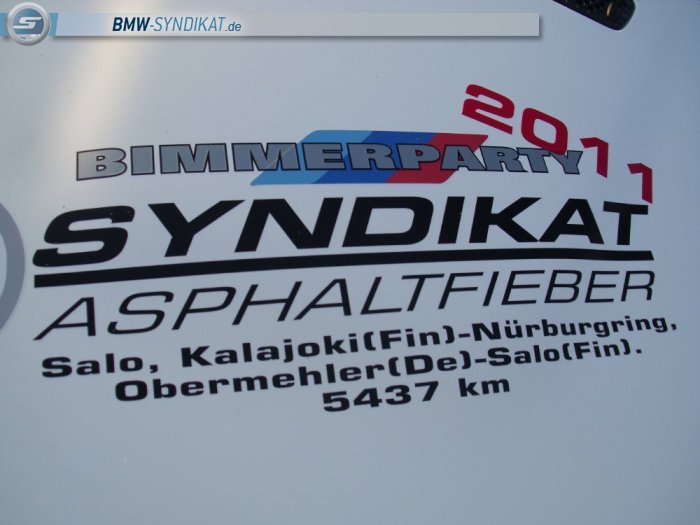 S BMW-SYNDIKAT.de
2011
BIMMERPARTY
SYNDIKAT
ASPHALTFIEBER
Salo, Kalajoki(Fin)-Nürburgring,
Obermehler(De)-Salo(Fin).
5437 km